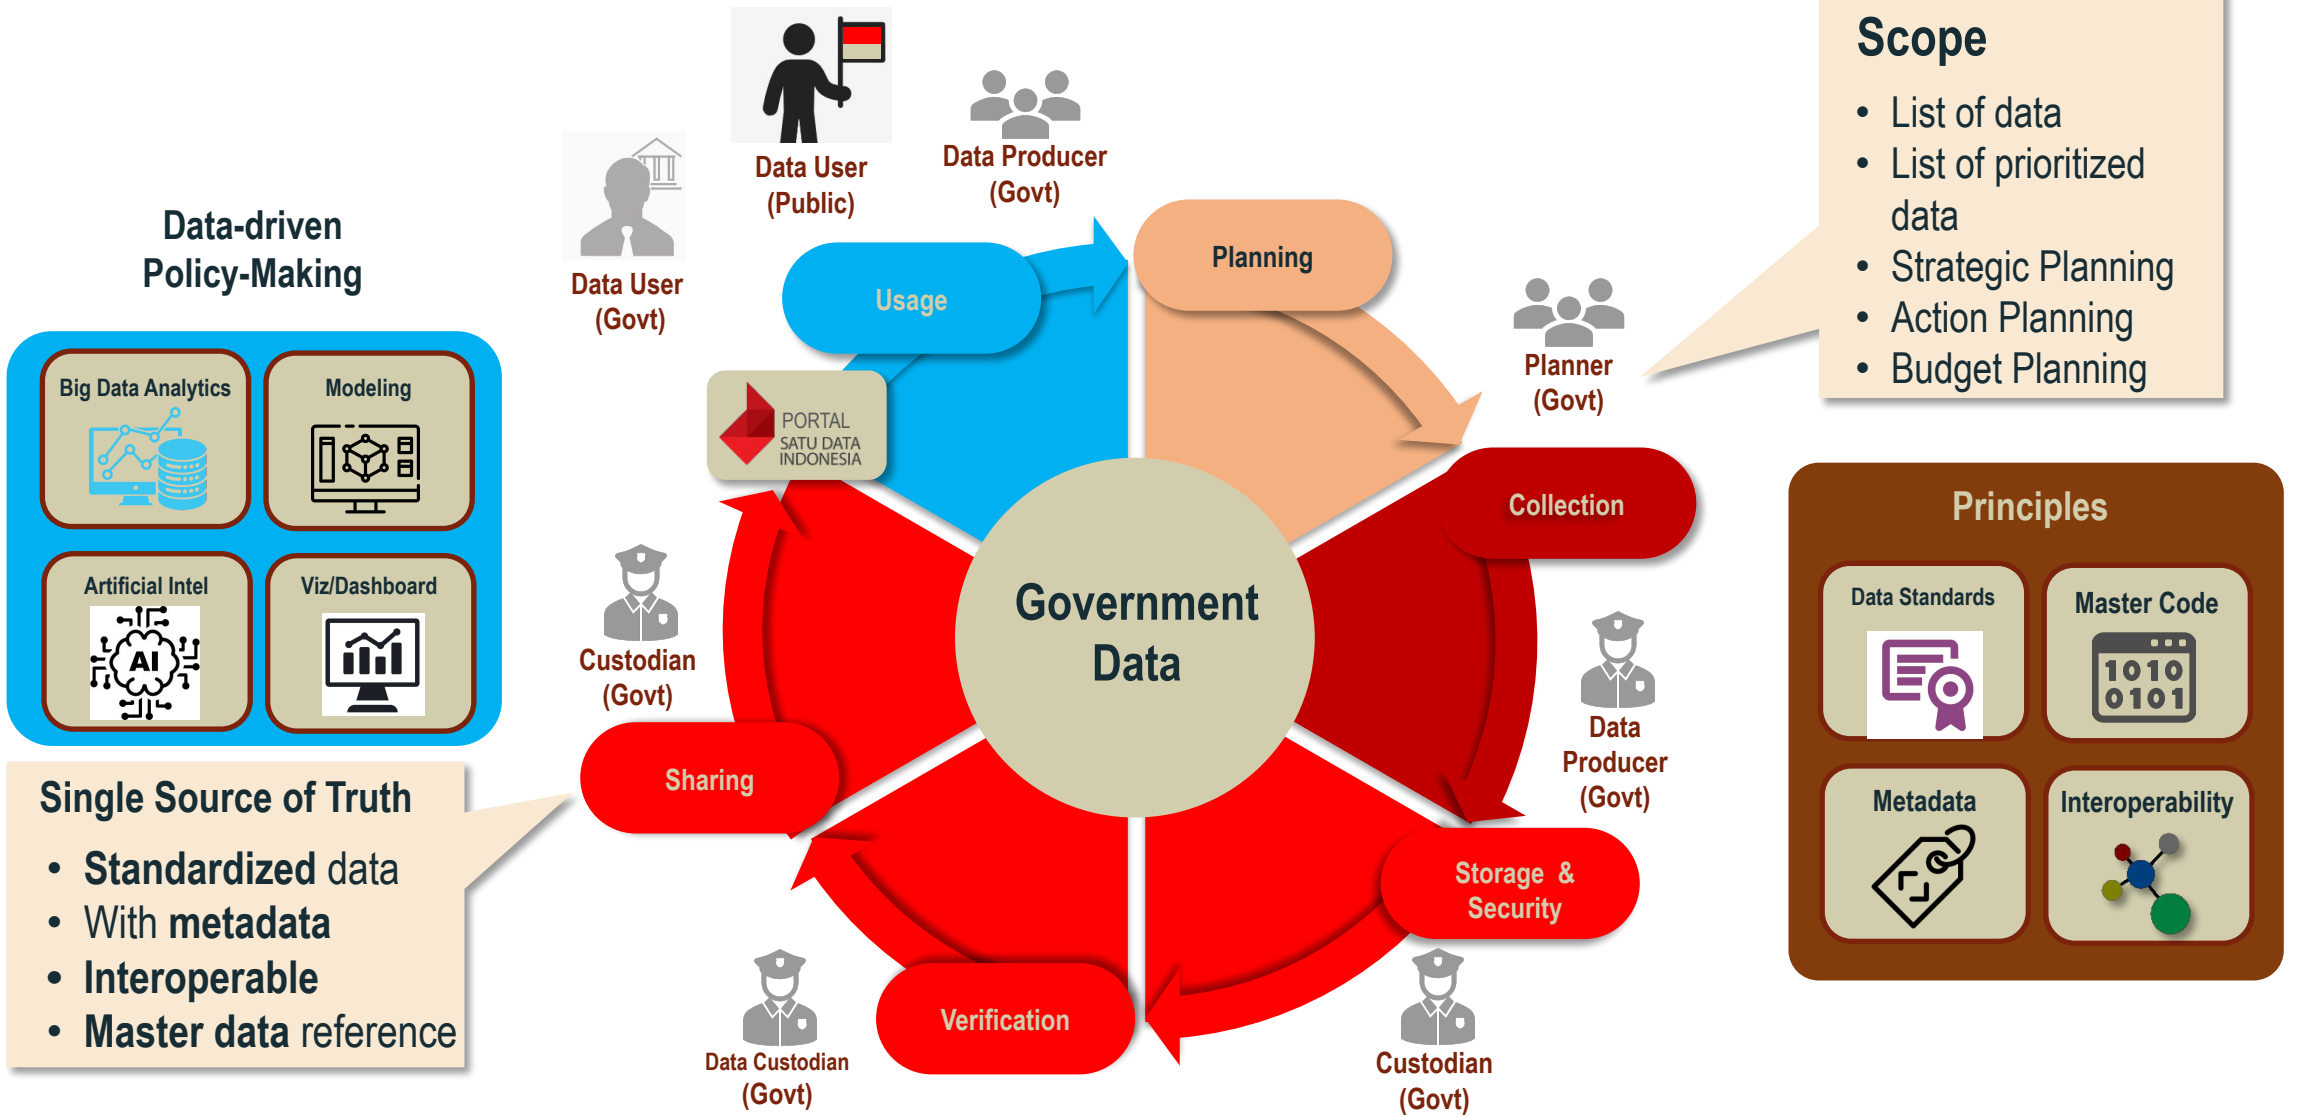 Scope
• List of data
• List of prioritized
data
• Strategic Planning
• Action Planning
• Budget Planning
Data User
(Public)
Data Producer
(Govt)
Data User
(Govt)
Data-driven
Policy-Making
Big Data Analytics
Modeling
Artificial Intel
AI
Viz/Dashboard
Usage
Planning
Planner
(Govt)
PORTAL
SATU DATA
INDONESIA
Collection
Government
Data
Custodian
(Govt)
Data
Producer
(Govt)
Sharing
Storage &
Security
Verification
Data Custodian
(Govt)
Custodian
(Govt)
Single Source of Truth
• Standardized data
• With metadata
• Interoperable
• Master data reference
Principles
Data Standards
Master Code
1010
0101
Metadata
Interoperability